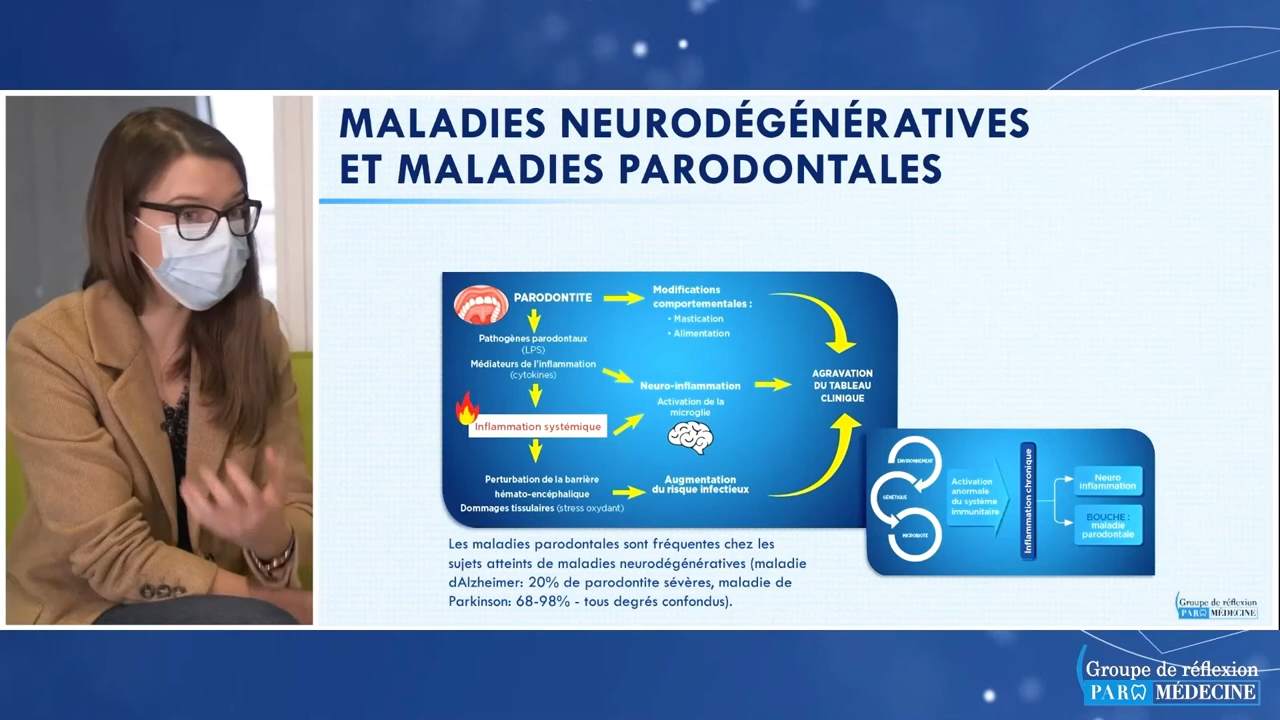 MALADIES NEURODÉGÉNÉRATIVES
ET MALADIES PARODONTALES
PARODONTITE
Pathogènes parodontaux
(LPS)
Médiateurs de l'inflammation
(cytokines)
Inflammation systémique
Perturbation de la barrière
hémato-encéphalique
Dommages tissulaires (stress oxydant)
Modifications
comportementales :
• Mastication
• Alimentation
Neuro-inflammation
Activation de la
microglie
Augmentation
du risque infectieux
AGRAVATION
DU TABLEAU
CLINIQUE
ENVIRONNEMENT
GÉNÉTIQUE
MICROBIOTE
Activation
anormale
du système
immunitaire
Inflammation chronique
Neuro
inflammation
BOUCHE :
maladie
parodontale
Les maladies parodontales sont fréquentes chez les
sujets atteints de maladies neurodégénératives (maladie
dAlzheimer: 20% de parodontite sévères, maladie de
Parkinson: 68-98% - tous degrés confondus).
Groupe de réflexion
PARO MÉDECINE
Groupe de réflexion
PARO MÉDECINE